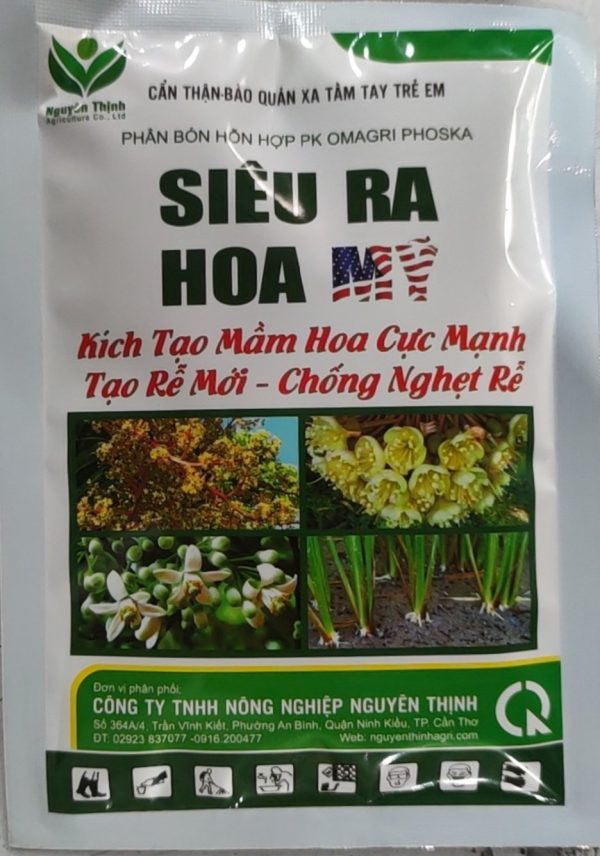 Nguyên Thịnh
Agriculture Co., Ltd
CẨN THẬN BẢO QUẢN XA TẦM TAY TRẺ EM
PHÂN BÓN HỖN HỢP PK OMAGRI PHOSKA
SIÊU RA
HOA MỸ
Kích Tạo Mầm Hoa Cực Mạnh
Tạo Rễ Mới - Chống Nghẹt Rễ
Đơn vị phân phối:
CÔNG TY TNHH NÔNG NGHIỆP NGUYÊN THỊNH
Số 364A/4, Trần Vĩnh Kiết, Phường An Bình, Quận Ninh Kiều, TP. Cần Thơ
ĐT: 02923 837077 -0916.200477 Web: nguyenthinhagri.com